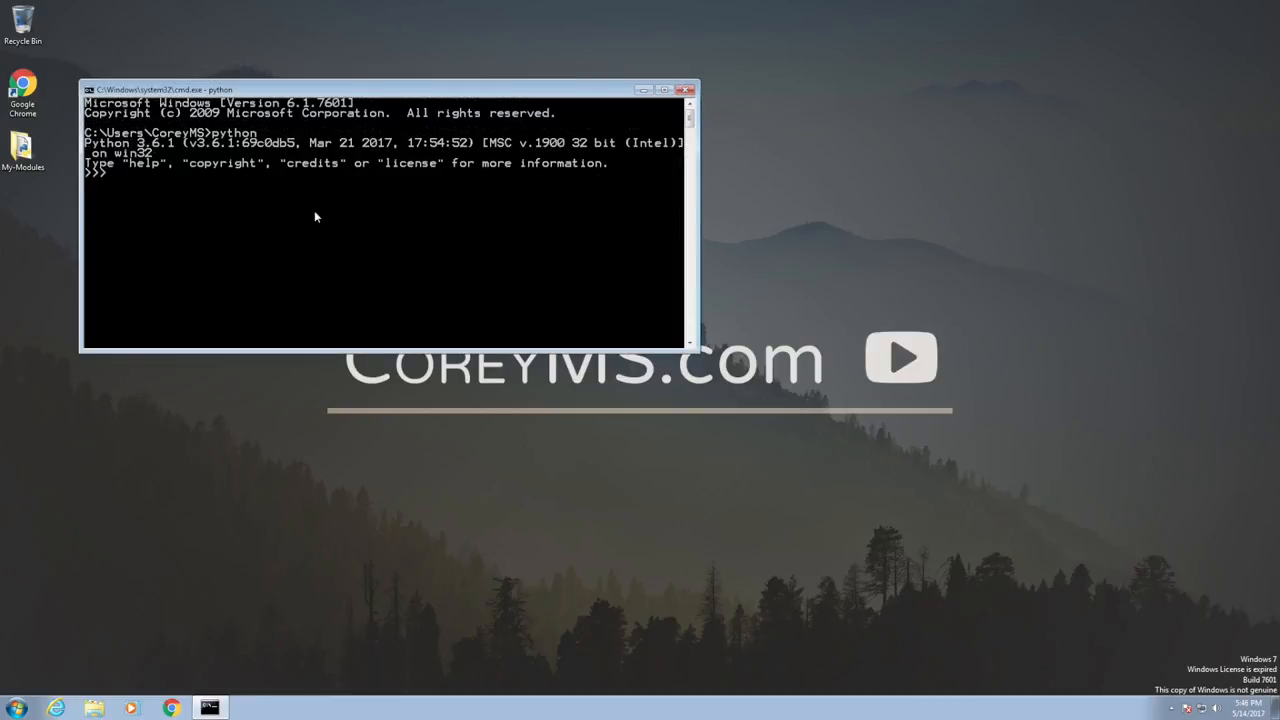 Recycle Bin
Google
Chrome
My-Modules
C:\Windows\system32\cmd.exe - python
Microsoft Windows [Version 6.1.7601]
Copyright (c) 2009 Microsoft Corporation.  All rights reserved.
C:\Users\CoreyMS>python
Python 3.6.1 (v3.6.1:69c0db5, Mar 21 2017, 17:54:52) [MSC v.1900 32 bit (Intel)]
on win32
Type "help", "copyright", "credits" or "license" for more information.
>>>
COREYMS.COM
Windows 7
Windows License is expired
Build 7601
This copy of Windows is not genuine
5:46 PM
5/14/2017